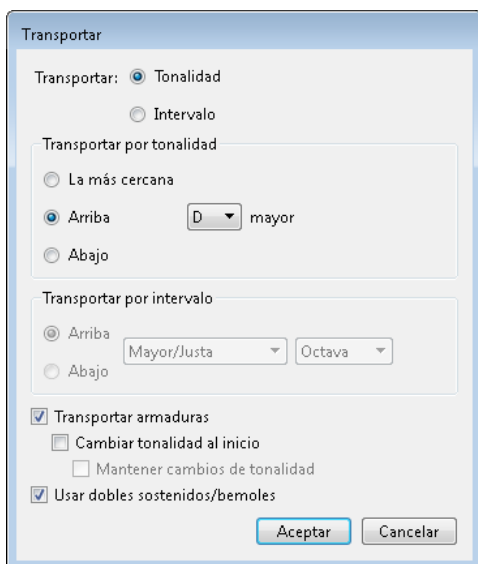 Transportar
Transportar: Tonalidad
Intervalo
Transportar por tonalidad
La más cercana
Arriba D mayor
Abajo
Transportar por intervalo
Arriba
Mayor/Justa Octava
Abajo
Transportar armaduras
Cambiar tonalidad al inicio
Mantener cambios de tonalidad
Usar dobles sostenidos/bemoles
Aceptar Cancelar